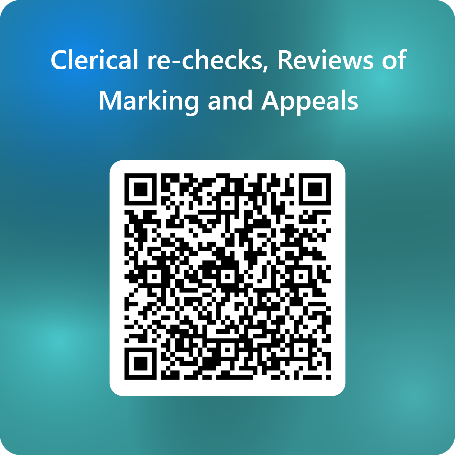 Clerical re-checks, Reviews of
Marking and Appeals